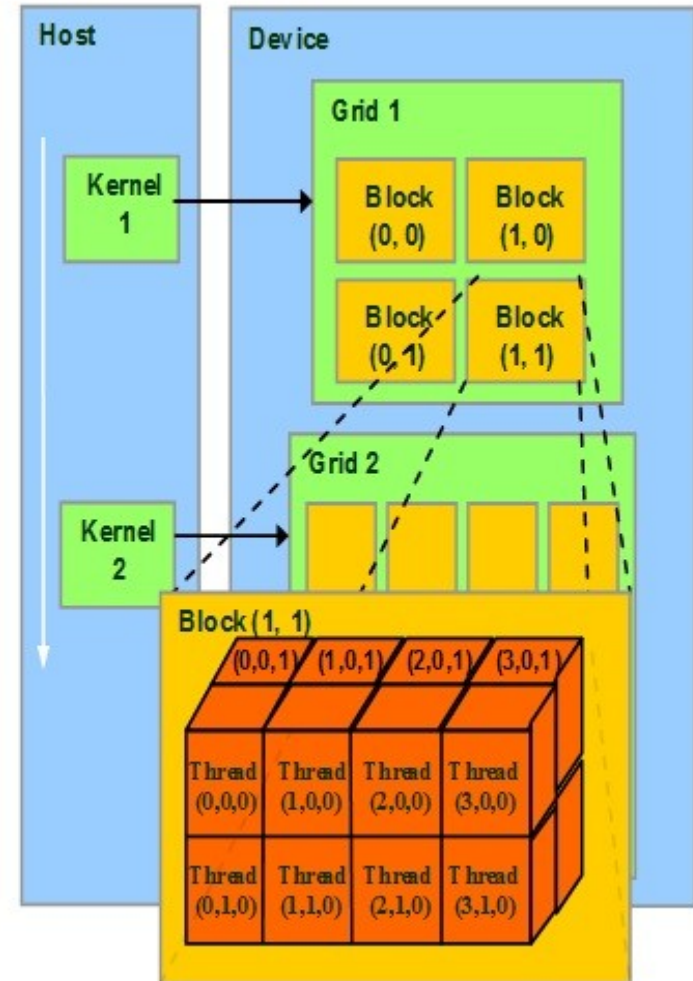 Host
Device
Grid 1
Kernel
1
Block
(0, 0)
Block
(1, 0)
Block
(0, 1)
Block
(1, 1)
Grid 2
Kernel
2
Block (1, 1)
(0,0,1)
(1,0,1)
(2,0,1)
(3,0,1)
Thread
(0,0,0)
Thread
(1,0,0)
Thread
(2,0,0)
Thread
(3,0,0)
Thread
(0,1,0)
Thread
(1,1,0)
Thread
(2,1,0)
Thread
(3,1,0)